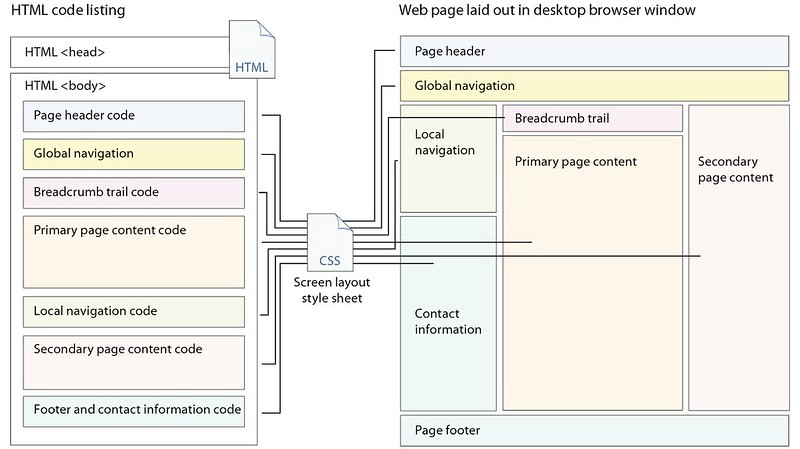 HTML code listing
HTML <head>
HTML
HTML <body>
Page header code
Global navigation
Breadcrumb trail code
Primary page content code
Local navigation code
Secondary page content code
Footer and contact information code
CSS
Screen layout
style sheet
Web page laid out in desktop browser window
Page header
Global navigation
Local
navigation
Breadcrumb trail
Primary page content
Secondary
page content
Contact
information
Page footer